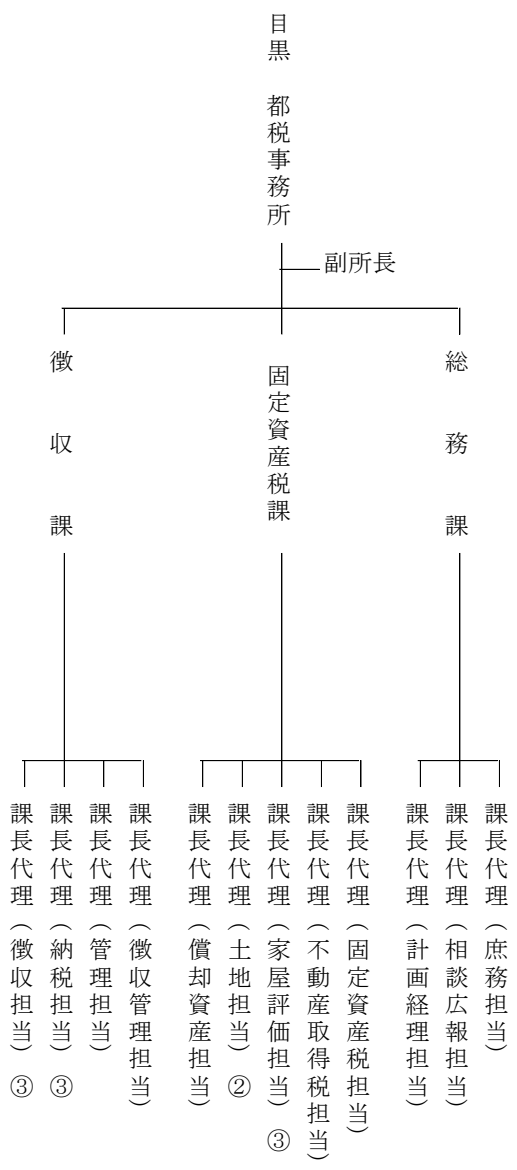 目黒 都税事務所
副所長
総務課
固定資産税課
徴収課
課長代理（庶務担当）
課長代理（相談広報担当）
課長代理（計画経理担当）
課長代理（固定資産税担当）
課長代理（不動産取得税担当）
課長代理（家屋評価担当）③
課長代理（土地担当）②
課長代理（償却資産担当）
課長代理（徴収管理担当）
課長代理（管理担当）
課長代理（納税担当）③
課長代理（徴収担当）③